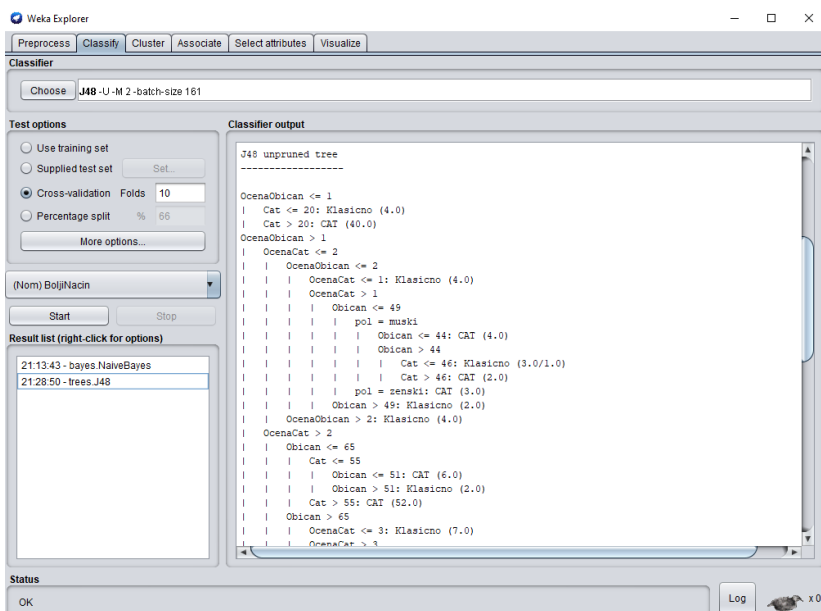 Weka Explorer
Preprocess Classify Cluster Associate Select attributes Visualize
Classifier
Choose J48 -U -M 2 -batch-size 161
Test options
Use training set
Supplied test set Set...
Cross-validation Folds 10
Percentage split % 66
More options...
(Nom) BoljiNacin
Start Stop
Result list (right-click for options)
21:13:43 - bayes.NaiveBayes
21:28:50 - trees.J48
Classifier output
J48 unpruned tree
------------------
OcenaObican <= 1
| Cat <= 20: Klasicno (4.0)
| Cat > 20: CAT (40.0)
OcenaObican > 1
| OcenaCat <= 2
| | OcenaObican <= 2
| | | OcenaCat <= 1: Klasicno (4.0)
| | | OcenaCat > 1
| | | | Obican <= 49
| | | | | pol = muski
| | | | | | Obican <= 44: CAT (4.0)
| | | | | | Obican > 44
| | | | | | | Cat <= 46: Klasicno (3.0/1.0)
| | | | | | | Cat > 46: CAT (2.0)
| | | | | pol = zenski: CAT (3.0)
| | | | Obican > 49: Klasicno (2.0)
| | OcenaObican > 2: Klasicno (4.0)
| OcenaCat > 2
| | Obican <= 65
| | | Cat <= 55
| | | | Obican <= 51: CAT (6.0)
| | | | Obican > 51: Klasicno (2.0)
| | | Cat > 55: CAT (52.0)
| | Obican > 65
| | | OcenaCat <= 3: Klasicno (7.0)
| | | OcenaCat > 3
Status
OK
Log x 0